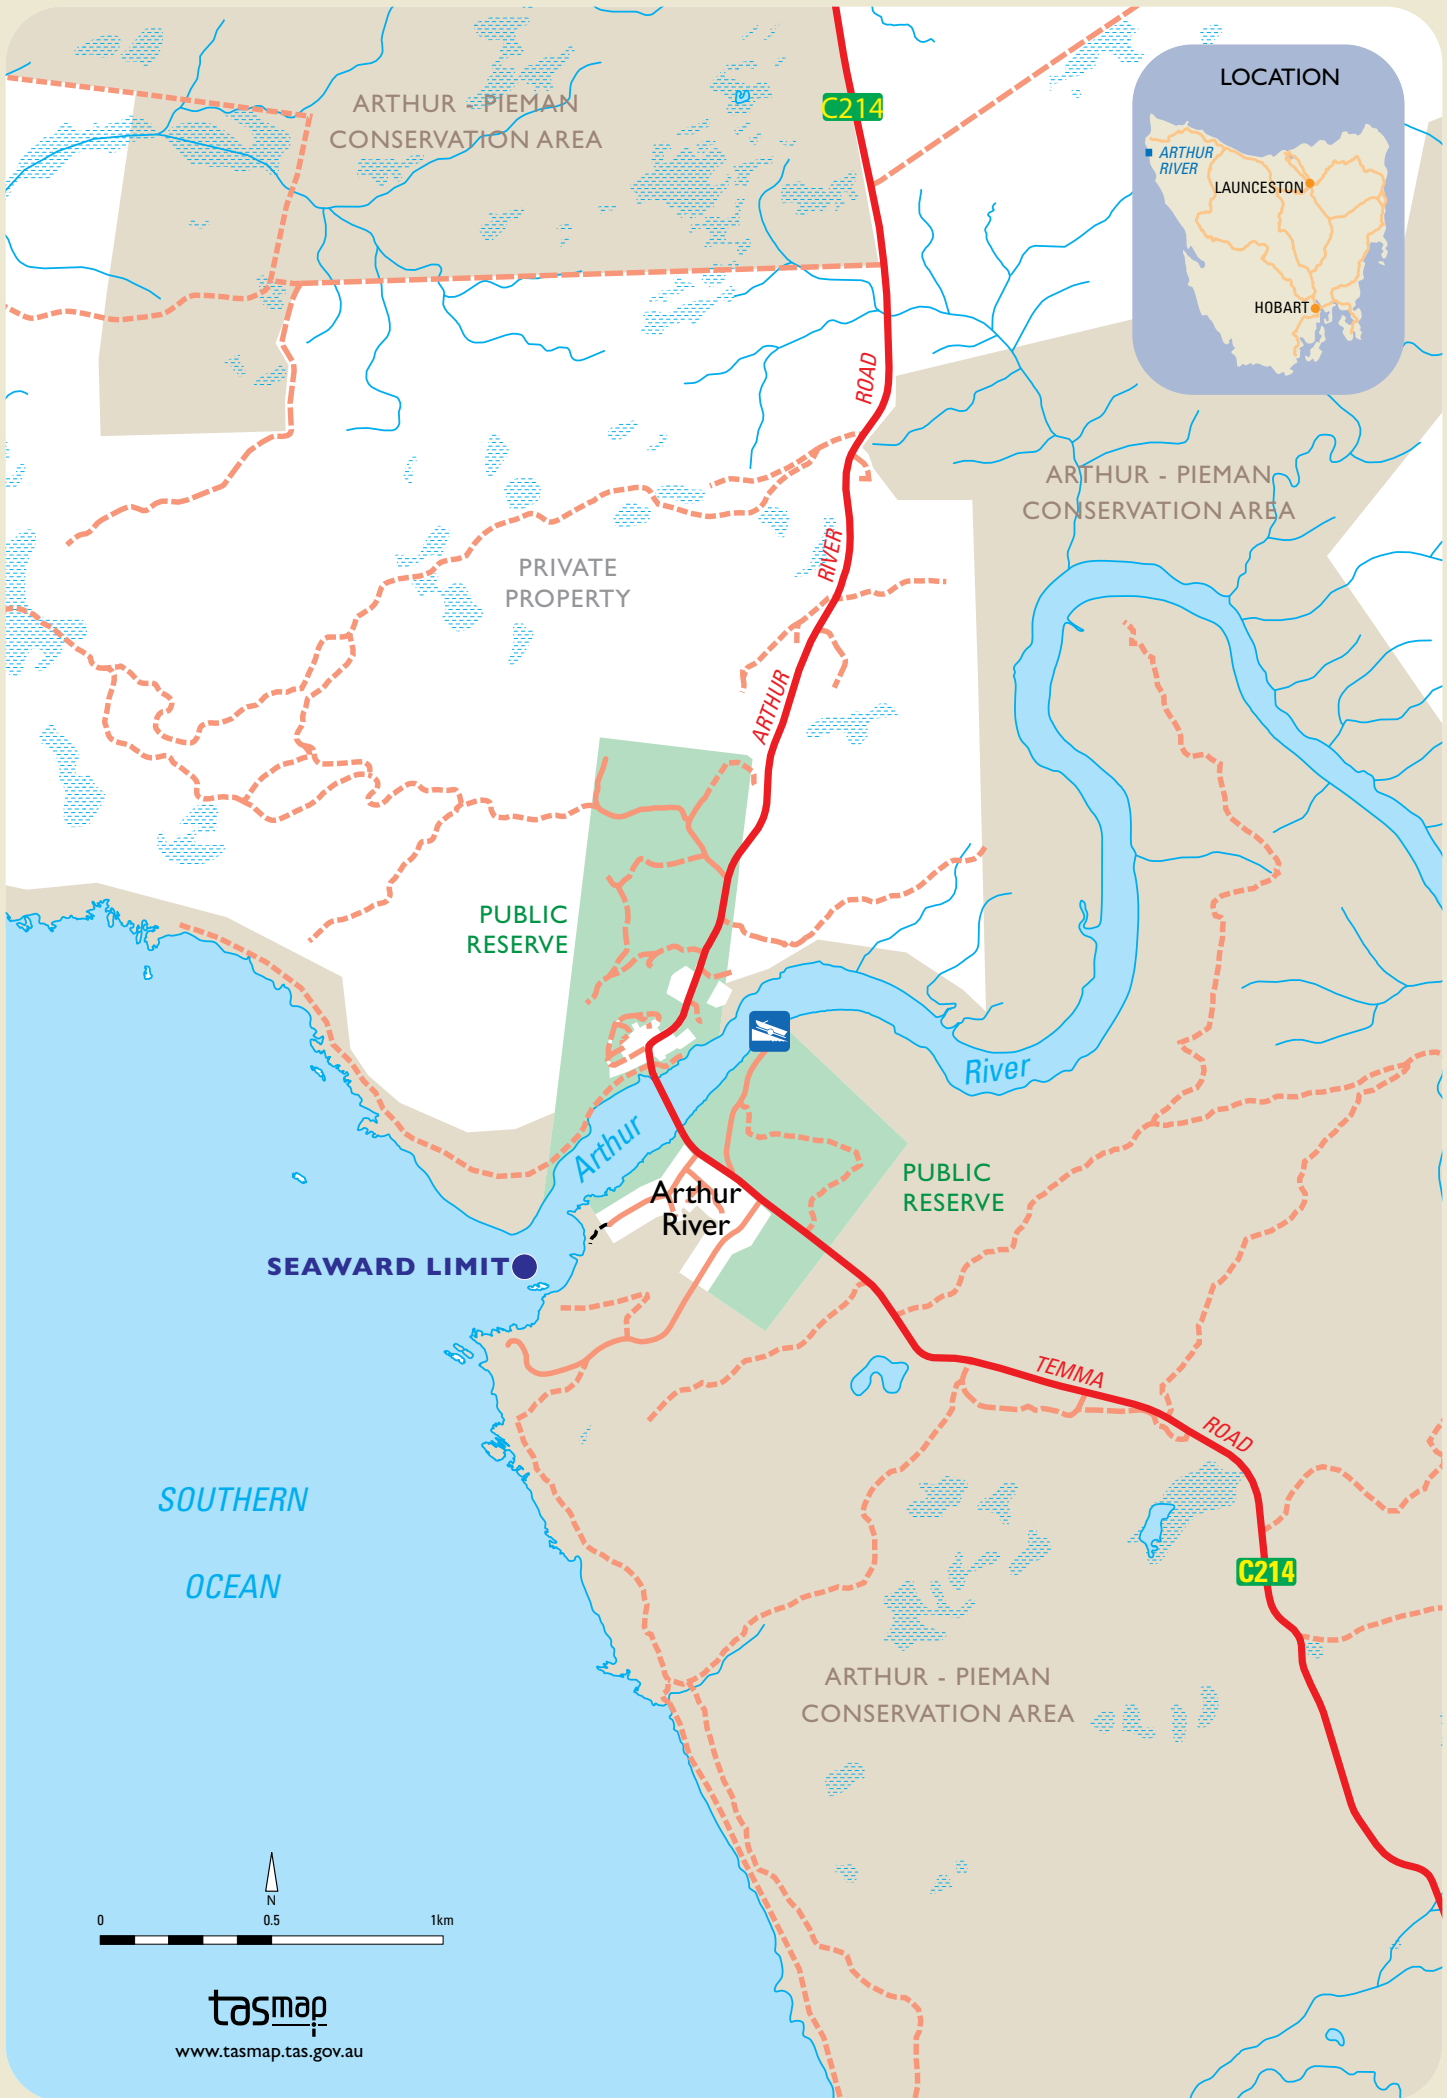 LOCATION
ARTHUR
RIVER
LAUNCESTON
HOBART
ARTHUR - PIEMAN
CONSERVATION AREA
C214
ROAD
ARTHUR - PIEMAN
CONSERVATION AREA
PRIVATE
PROPERTY
RIVER
ARTHUR
PUBLIC
RESERVE
River
Arthur
PUBLIC
RESERVE
Arthur
River
SEAWARD LIMIT
TEMMA
ROAD
SOUTHERN
OCEAN
C214
ARTHUR - PIEMAN
CONSERVATION AREA
N
0 0.5 1km
tasmap
www.tasmap.tas.gov.au